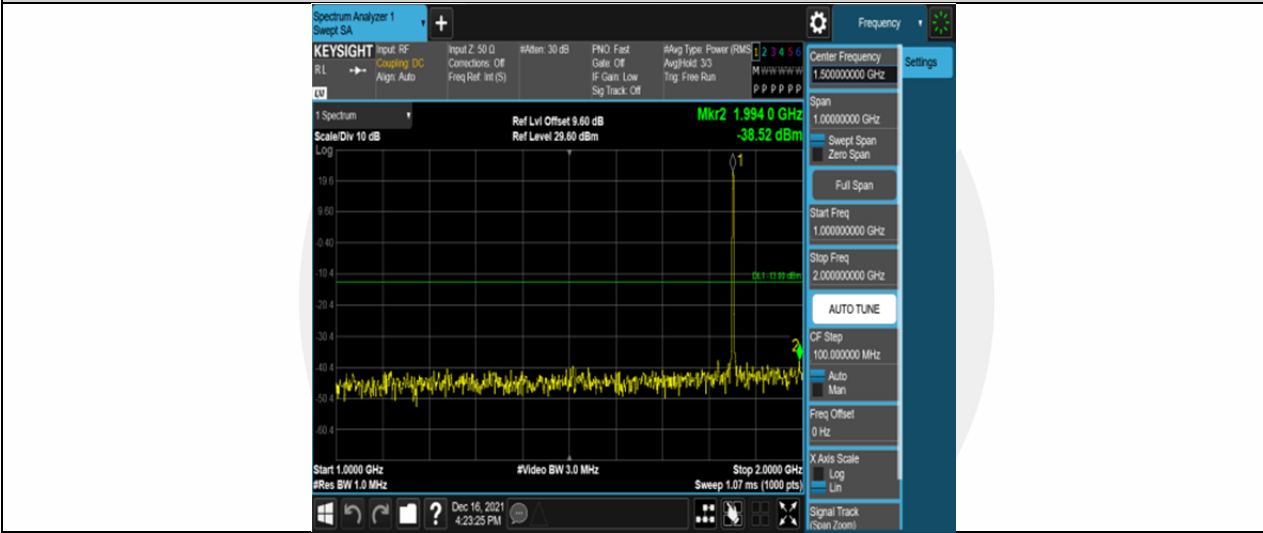 Spectrum Analyzer 1
Swept SA
+
Frequency
KEYSIGHT
RL
LV
Input: RF
Coupling: DC
Align: Auto
Input Z: 50 Ω
Corrections: Off
Freq Ref: Int (S)
#Atten: 30 dB
PNO: Fast
Gate: Off
IF Gain: Low
Sig Track: Off
#Avg Type: Power (RMS
Avg|Hold: 3/3
Trig: Free Run
1 2 3 4 5 6
M W W W W W
P P P P P P
1 Spectrum
Scale/Div 10 dB
Ref Lvl Offset 9.60 dB
Ref Level 29.60 dBm
Mkr2 1.994 0 GHz
-38.52 dBm
Log
1
19.6
9.60
-0.40
-10.4
DL1 -13.00 dBm
-20.4
-30.4
2
-40.4
-50.4
-60.4
Start 1.0000 GHz
#Res BW 1.0 MHz
#Video BW 3.0 MHz
Stop 2.0000 GHz
Sweep 1.07 ms (1000 pts)
?
Dec 16, 2021
4:23:25 PM
Center Frequency
1.500000000 GHz
Settings
Span
1.00000000 GHz
Swept Span
Zero Span
Full Span
Start Freq
1.000000000 GHz
Stop Freq
2.000000000 GHz
AUTO TUNE
CF Step
100.000000 MHz
Auto
Man
Freq Offset
0 Hz
X Axis Scale
Log
Lin
Signal Track
(Span Zoom)